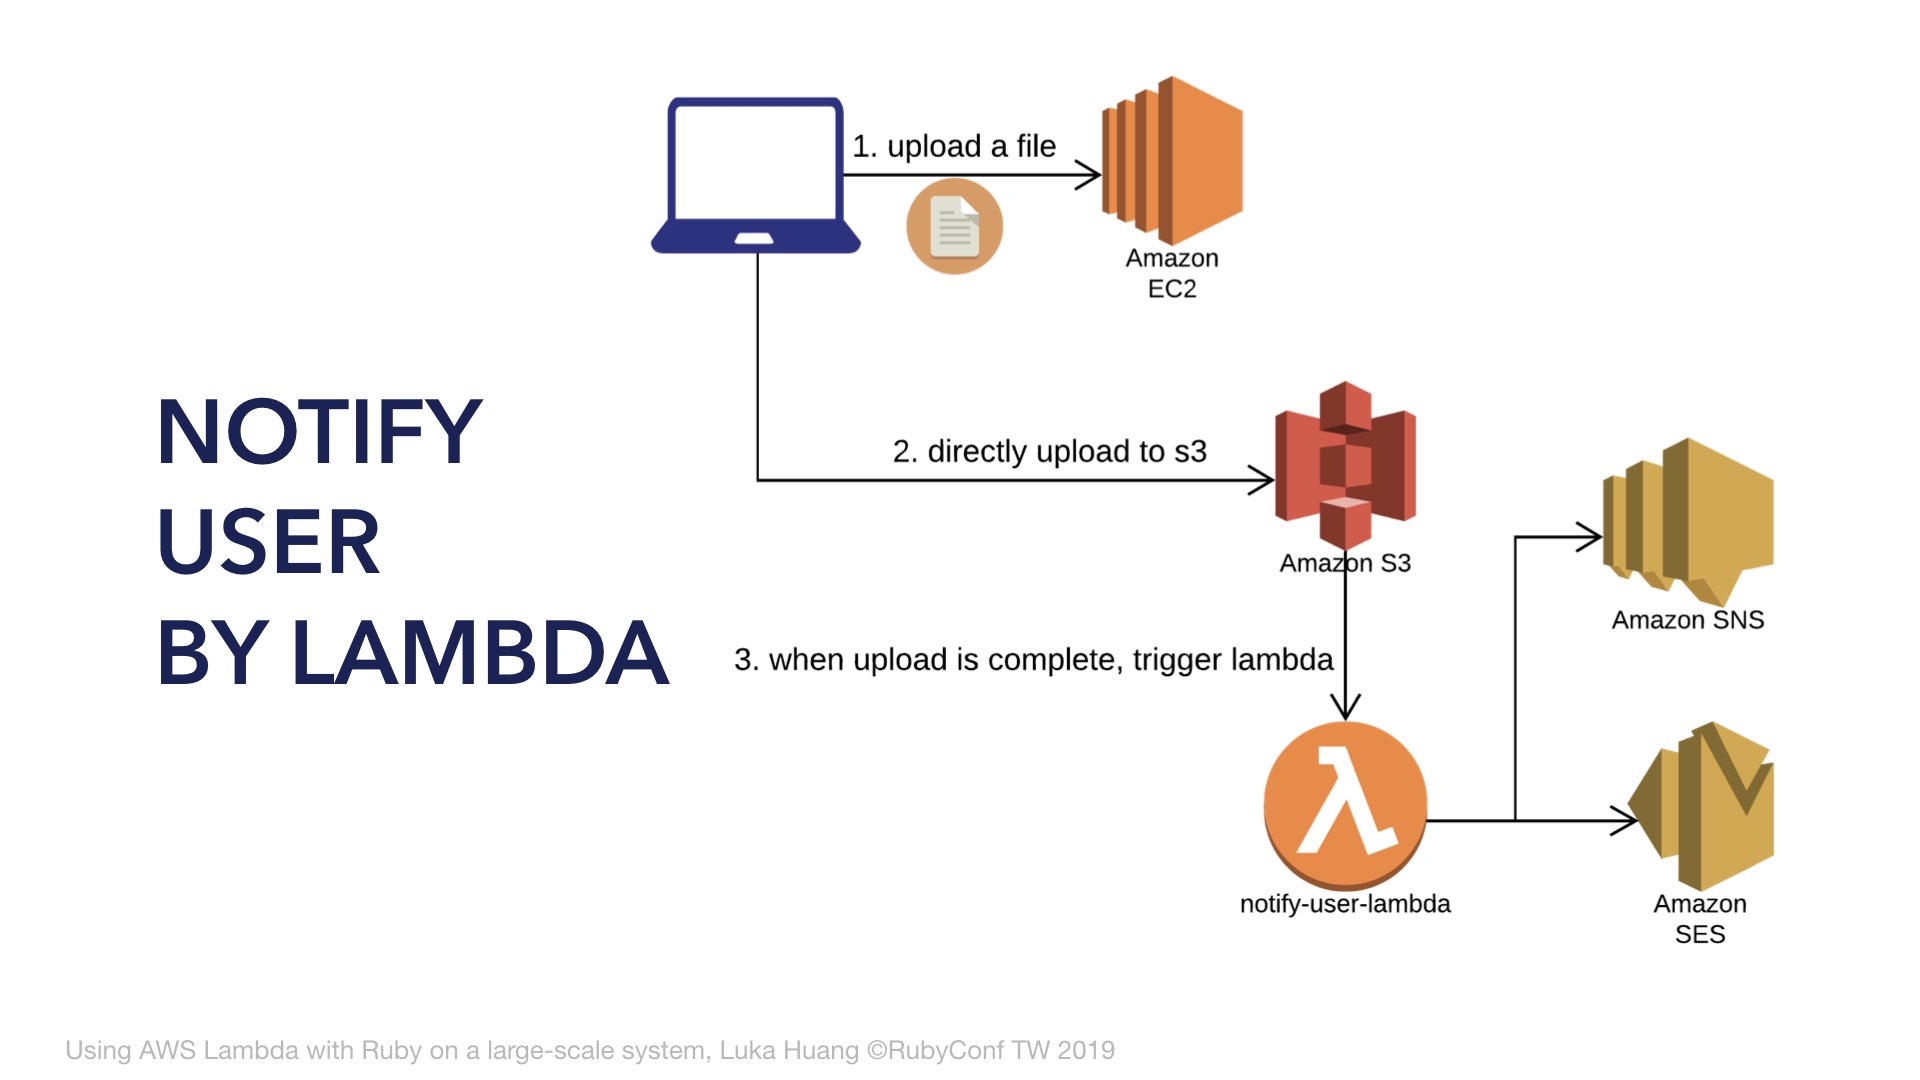 NOTIFY
USER
BY LAMBDA
1. upload a file
Amazon
EC2
2. directly upload to s3
Amazon S3
3. when upload is complete, trigger lambda
notify-user-lambda
Amazon SNS
Amazon
SES
Using AWS Lambda with Ruby on a large-scale system, Luka Huang ©RubyConf TW 2019